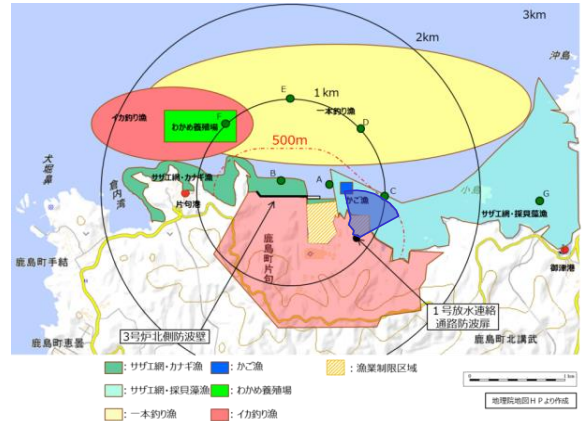 3km
2km
沖島
E
1km
一本釣り漁
D
イカ釣り漁
F
わかめ養殖場
500m
犬堀鼻
倉内湾
サザエ網・カナギ漁
片句港
B
A
かご漁
C
小島
G
サザエ網・採貝藻漁
御津港
鹿島町手結
鹿島町片句
1号放水連絡
通路防波扉
3号炉北側防波壁
鹿島町恵曇
鹿島町北講武
:サザエ網・カナギ漁
:かご漁
:漁業制限区域
:サザエ網・採貝藻漁
:わかめ養殖場
:一本釣り漁
:イカ釣り漁
地理院地図HPより作成